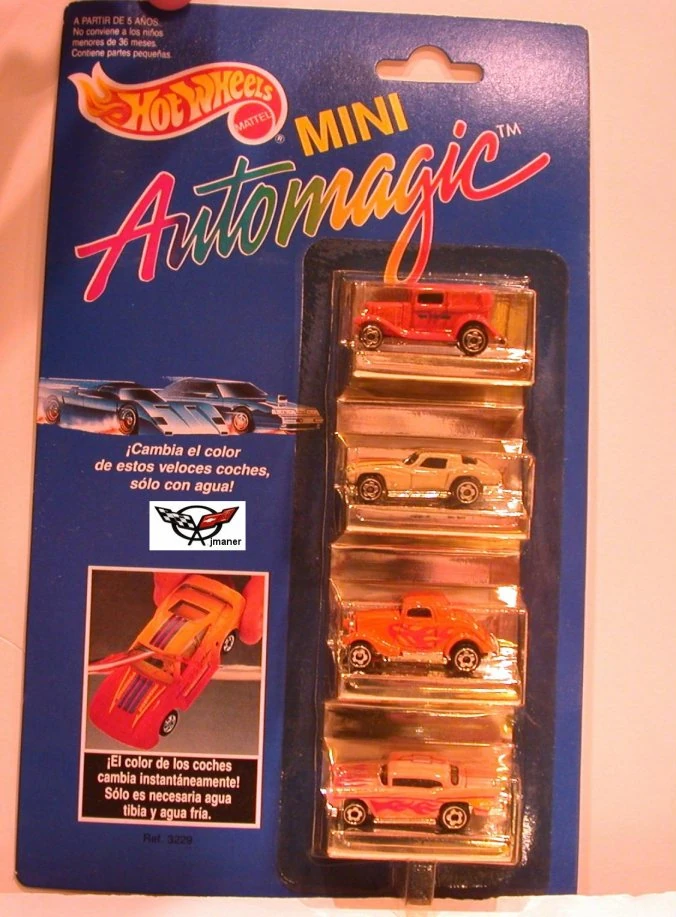 A PARTIR DE 5 AÑOS.
No conviene a los niños
menores de 36 meses.
Contiene partes pequeñas.
HOT WHEELS
MATTEL
®
MINI
Automagic™
¡Cambia el color
de estos veloces coches,
sólo con agua!
Ajmaner
¡El color de los coches
cambia instantáneamente!
Sólo es necesaria agua
tibia y agua fría.
Ref. 3229